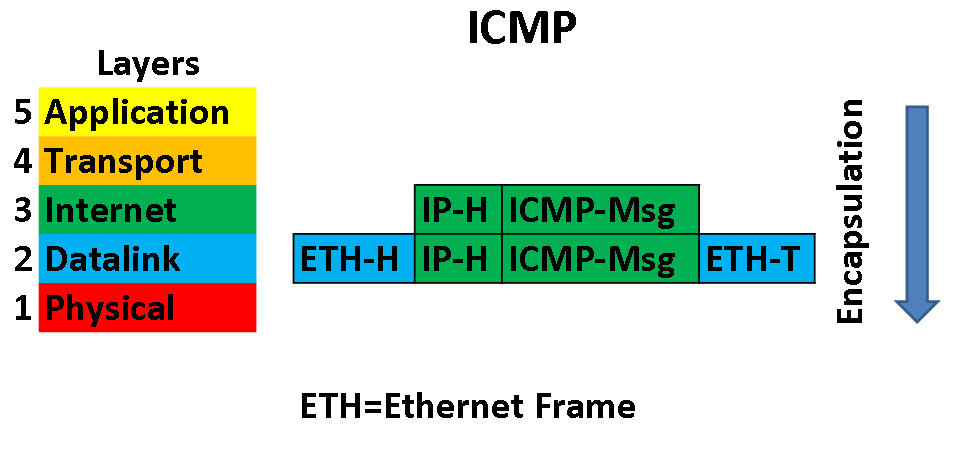 ICMP
Layers
5 Application
4 Transport
3 Internet IP-H ICMP-Msg
2 Datalink ETH-H IP-H ICMP-Msg ETH-T
1 Physical
Encapsulation
ETH=Ethernet Frame